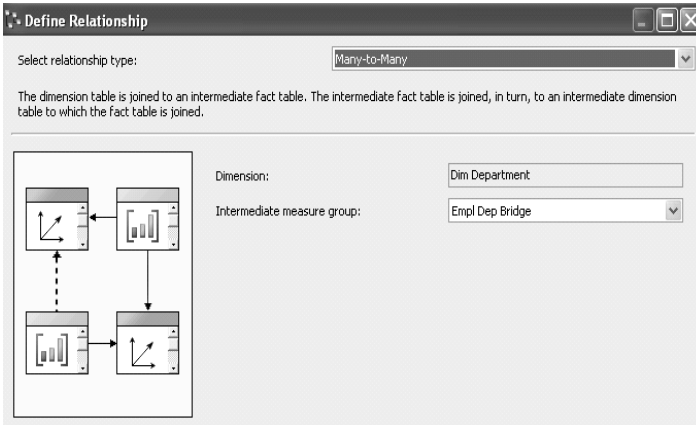 Define Relationship
Select relationship type:
Many-to-Many
The dimension table is joined to an intermediate fact table. The intermediate fact table is joined, in turn, to an intermediate dimension
table to which the fact table is joined.
Dimension:
Dim Department
Intermediate measure group:
Empl Dep Bridge